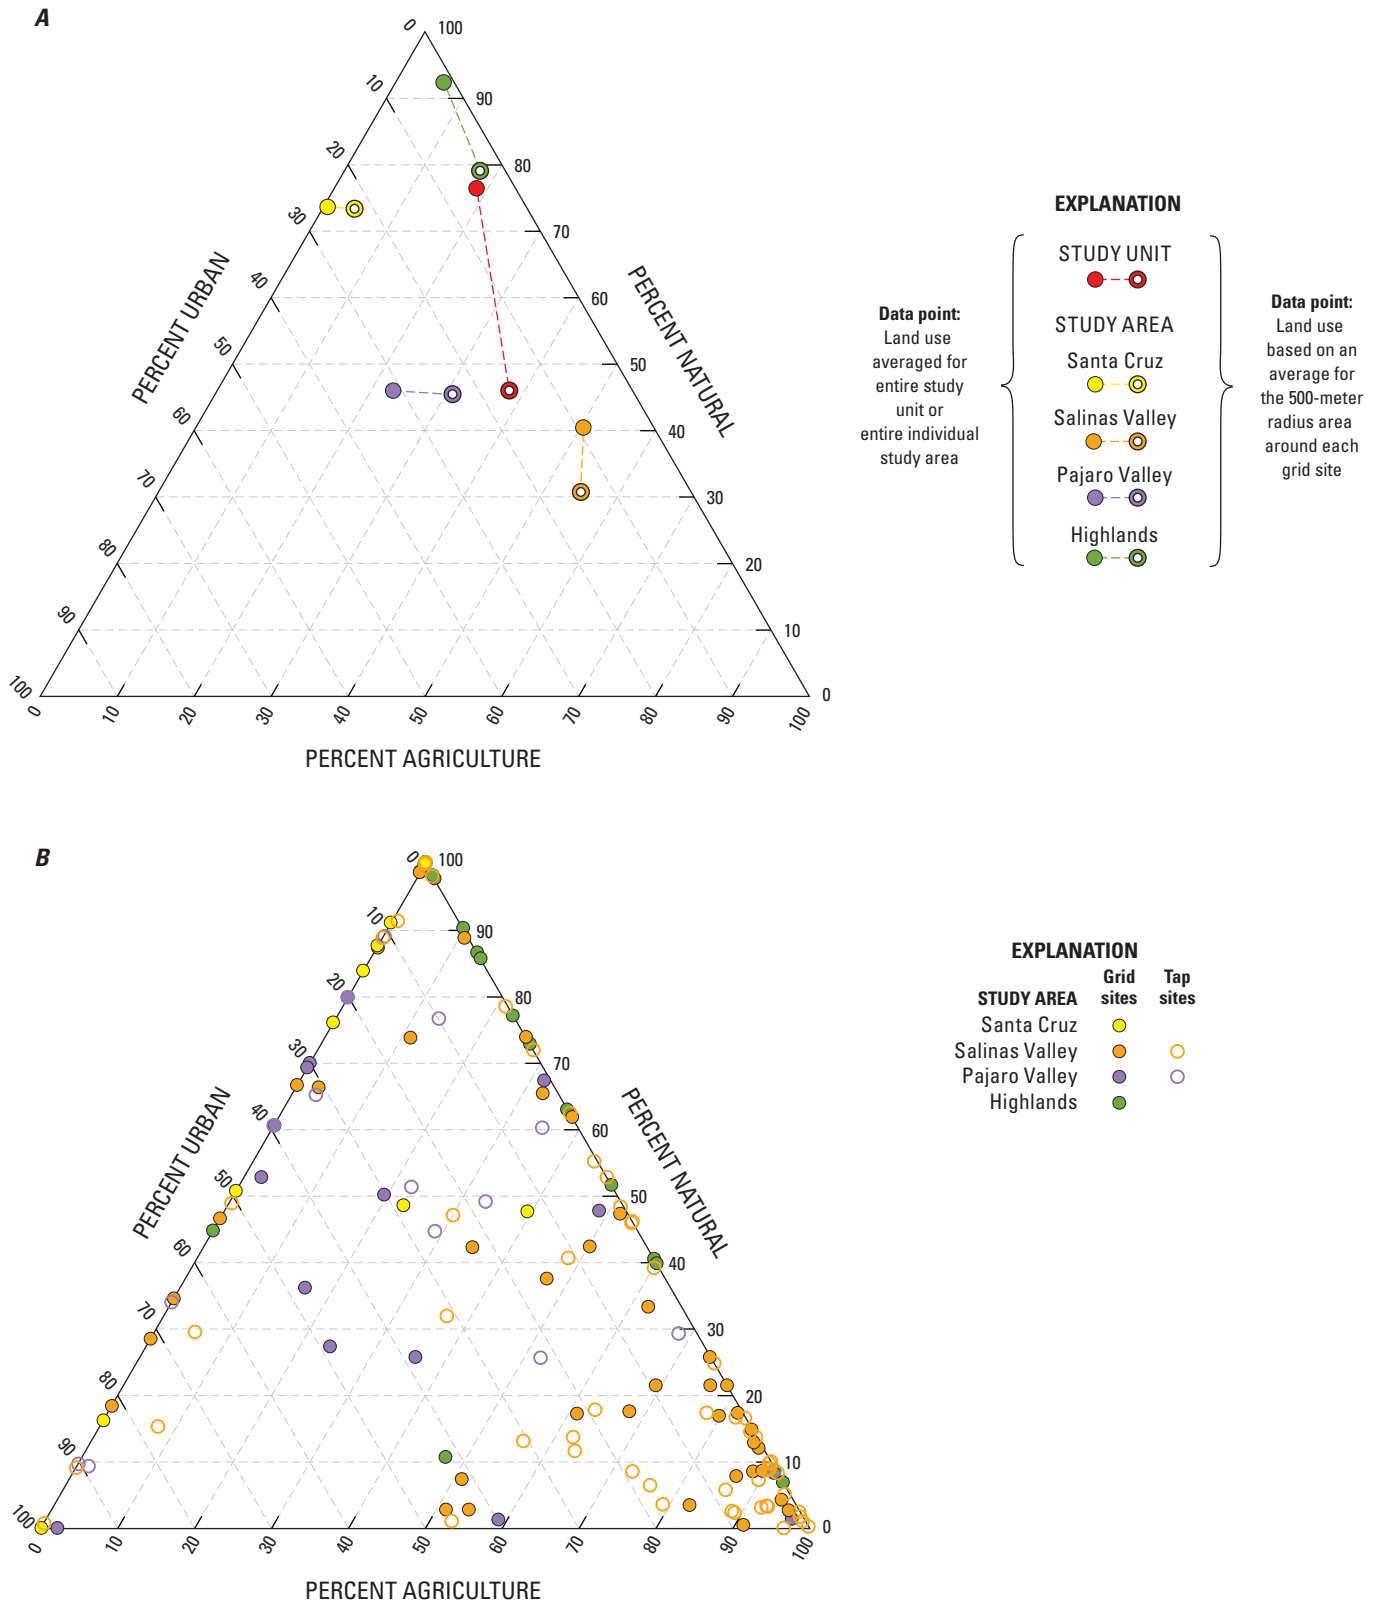 A
0
100
10
90
20
80
30
70
PERCENT URBAN
PERCENT NATURAL
40
60
50
50
60
40
70
30
80
20
90
10
100
0
0
10
20
30
40
50
60
70
80
90
100
PERCENT AGRICULTURE
EXPLANATION
STUDY UNIT
STUDY AREA
Santa Cruz
Salinas Valley
Pajaro Valley
Highlands
Data point:
Land use
averaged for
entire study
unit or
entire individual
study area
Data point:
Land use
based on an
average for
the 500-meter
radius area
around each
grid site
B
0
100
10
90
20
80
30
70
PERCENT URBAN
PERCENT NATURAL
40
60
50
50
60
40
70
30
80
20
90
10
100
0
0
10
20
30
40
50
60
70
80
90
100
PERCENT AGRICULTURE
EXPLANATION
STUDY AREA
Grid
sites
Tap
sites
Santa Cruz
Salinas Valley
Pajaro Valley
Highlands